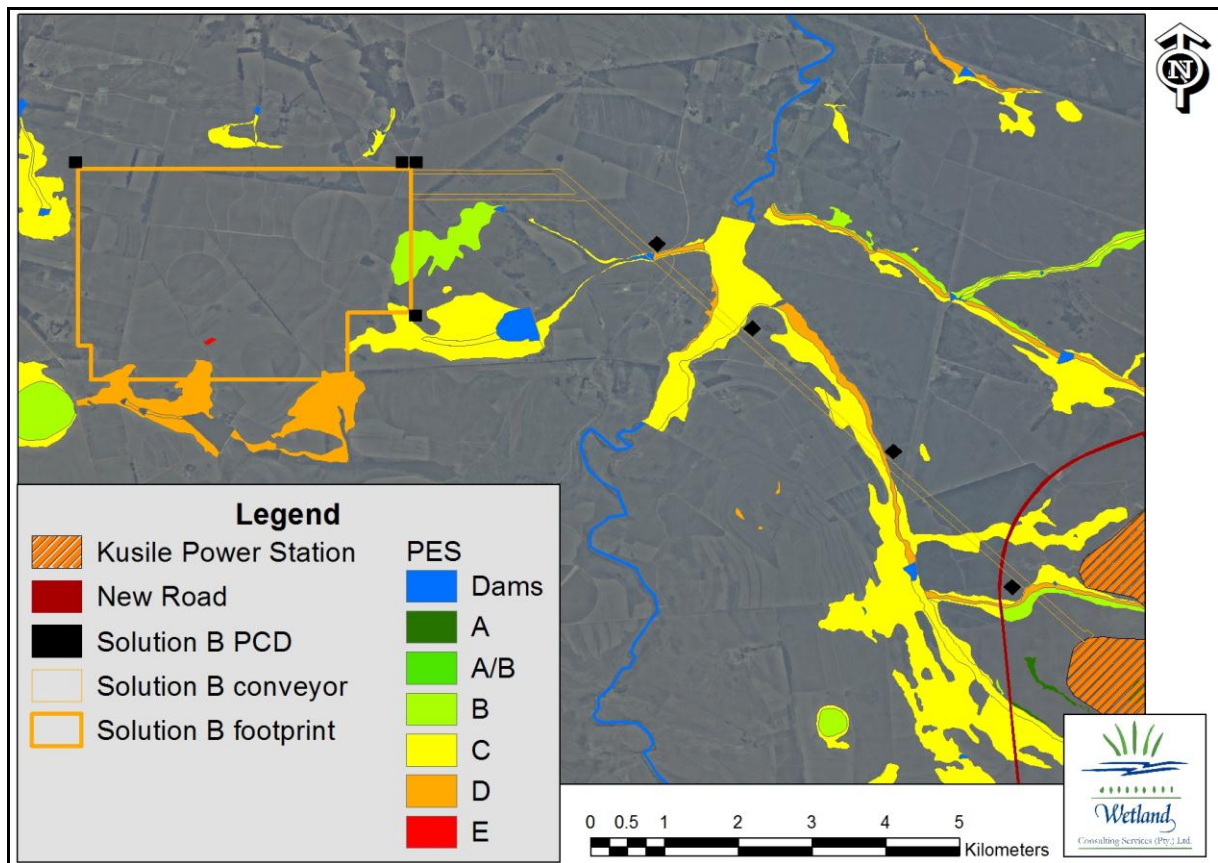 N
Legend
Kusile Power Station
New Road
Solution B PCD
Solution B conveyor
Solution B footprint
PES
Dams
A
A/B
B
C
D
E
0 0.5 1 2 3 4 5
Kilometers
Wetland
Consulting Services (Pty.) Ltd.